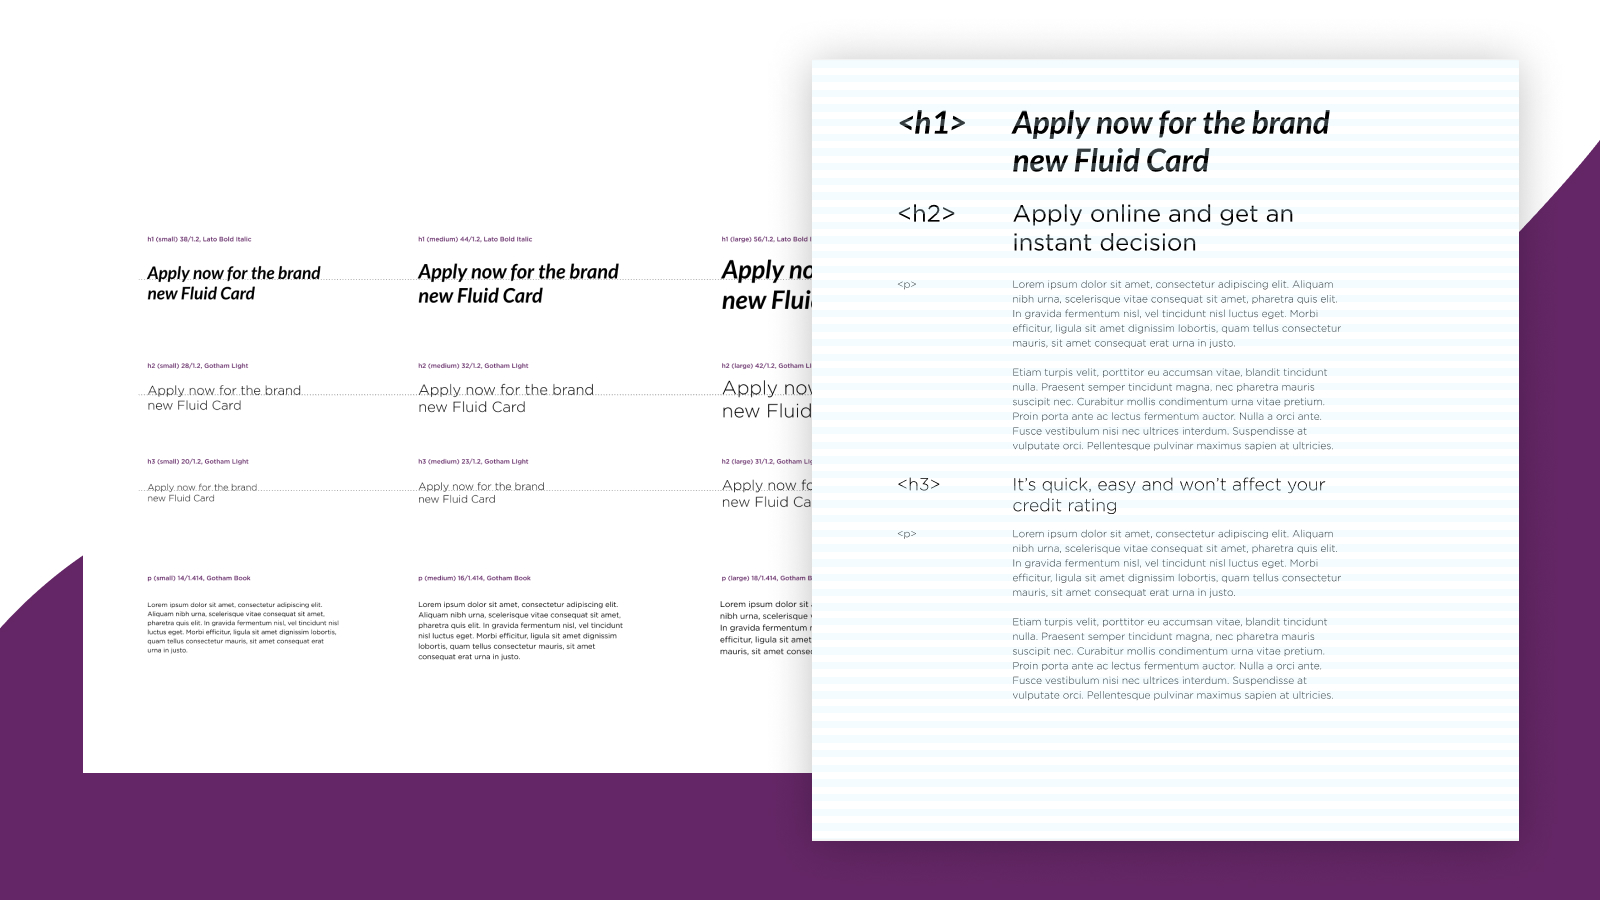 h1 (small) 38/1.2, Lato Bold Italic
Apply now for the brand
new Fluid Card
h1 (medium) 44/1.2, Lato Bold Italic
Apply now for the brand
new Fluid Card
h1 (large) 56/1.2, Lato Bold
Apply
new
h2 (small) 28/1.2, Gotham Light
Apply now for the brand
new Fluid Card
h2 (medium) 32/1.2, Gotham Light
Apply now for the brand
new Fluid Card
h2 (large) 42/1.2, Gotham
Apply now
new Fluid
h3 (small) 20/1.2, Gotham Light
Apply now for the brand
new Fluid Card
h3 (medium) 23/1.2, Gotham Light
Apply now for the brand
new Fluid Card
h2 (large) 31/1.2, Gotham
Apply now
new Fluid
p (small) 14/1.414, Gotham Book
Lorem ipsum dolor sit amet, consectetur adipiscing elit.
Aliquam nibh urna, scelerisque vitae consequat sit amet,
pharetra quis elit. In gravida fermentum nisl, vel tincidunt nisl
luctus eget. Morbi efficitur, ligula sit amet dignissim lobortis,
quam tellus consectetur mauris, sit amet consequat erat
urna in justo.
p (medium) 16/1.414, Gotham Book
Lorem ipsum dolor sit amet, consectetur adipiscing elit.
Aliquam nibh urna, scelerisque vitae consequat sit amet,
pharetra quis elit. In gravida fermentum nisl, vel tincidunt
nisl luctus eget. Morbi efficitur, ligula sit amet dignissim
lobortis, quam tellus consectetur mauris, sit amet
consequat erat urna in justo.
p (large) 18/1.414, Gotham
Lorem ipsum dolor sit
nibh urna, scelerisque
In gravida fermentum
efficitur, ligula sit amet
mauris, sit amet
<h1> Apply now for the brand
new Fluid Card
<h2> Apply online and get an
instant decision
<p> Lorem ipsum dolor sit amet, consectetur adipiscing elit. Aliquam
nibh urna, scelerisque vitae consequat sit amet, pharetra quis elit.
In gravida fermentum nisl, vel tincidunt nisl luctus eget. Morbi
efficitur, ligula sit amet dignissim lobortis, quam tellus consectetur
mauris, sit amet consequat erat urna in justo.
Etiam turpis velit, porttitor eu accumsan vitae, blandit tincidunt
nulla. Praesent semper tincidunt magna, nec pharetra mauris
suscipit nec. Curabitur mollis condimentum urna vitae pretium.
Proin porta ante ac lectus fermentum auctor. Nulla a orci ante.
Fusce vestibulum nisi nec ultrices interdum. Suspendisse at
vulputate orci. Pellentesque pulvinar maximus sapien at ultricies.
<h3> It’s quick, easy and won’t affect your
credit rating
<p> Lorem ipsum dolor sit amet, consectetur adipiscing elit. Aliquam
nibh urna, scelerisque vitae consequat sit amet, pharetra quis elit.
In gravida fermentum nisl, vel tincidunt nisl luctus eget. Morbi
efficitur, ligula sit amet dignissim lobortis, quam tellus consectetur
mauris, sit amet consequat erat urna in justo.
Etiam turpis velit, porttitor eu accumsan vitae, blandit tincidunt
nulla. Praesent semper tincidunt magna, nec pharetra mauris
suscipit nec. Curabitur mollis condimentum urna vitae pretium.
Proin porta ante ac lectus fermentum auctor. Nulla a orci ante.
Fusce vestibulum nisi nec ultrices interdum. Suspendisse at
vulputate orci. Pellentesque pulvinar maximus sapien at ultricies.